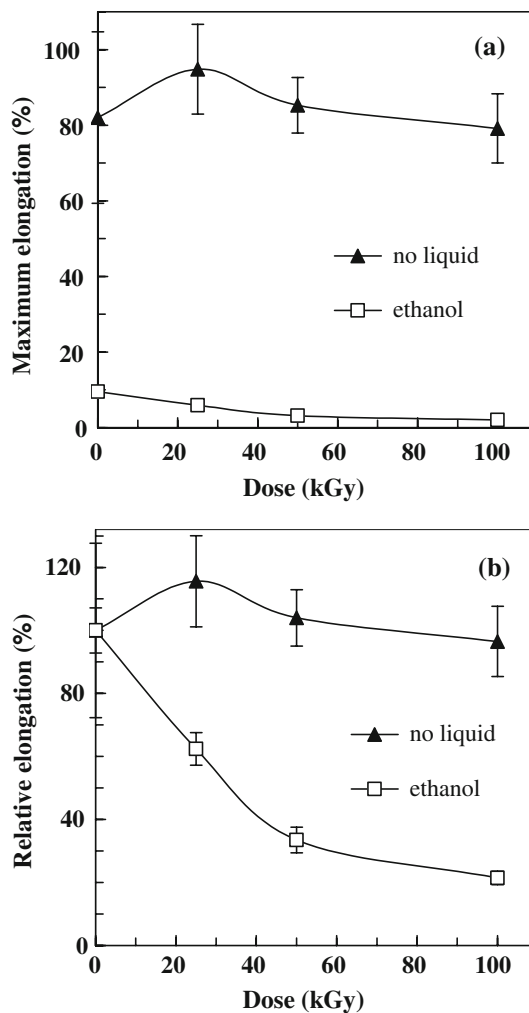 (a)
Maximum elongation (%)
100
80
60
40
20
0
no liquid
ethanol
0 20 40 60 80 100
Dose (kGy)
(b)
Relative elongation (%)
120
80
40
0
no liquid
ethanol
0 20 40 60 80 100
Dose (kGy)